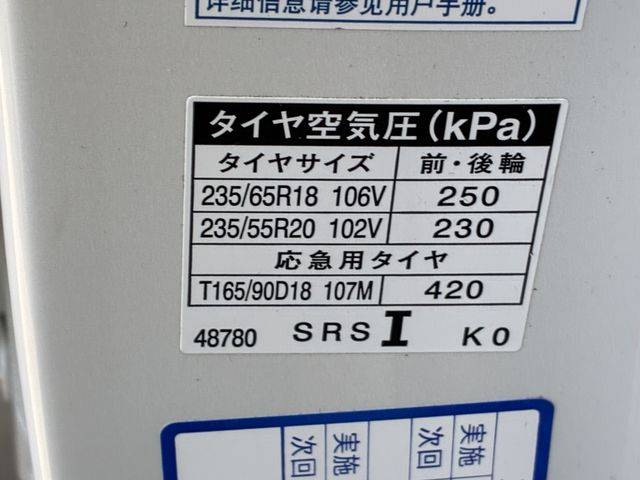 详细信息请参见用户手册。
タイヤ空気圧(kPa)
タイヤサイズ 前・後輪
235/65R18 106V 250
235/55R20 102V 230
応急用タイヤ
T165/90D18 107M 420
48780 SRS I K0
実施 実施
次回 次回